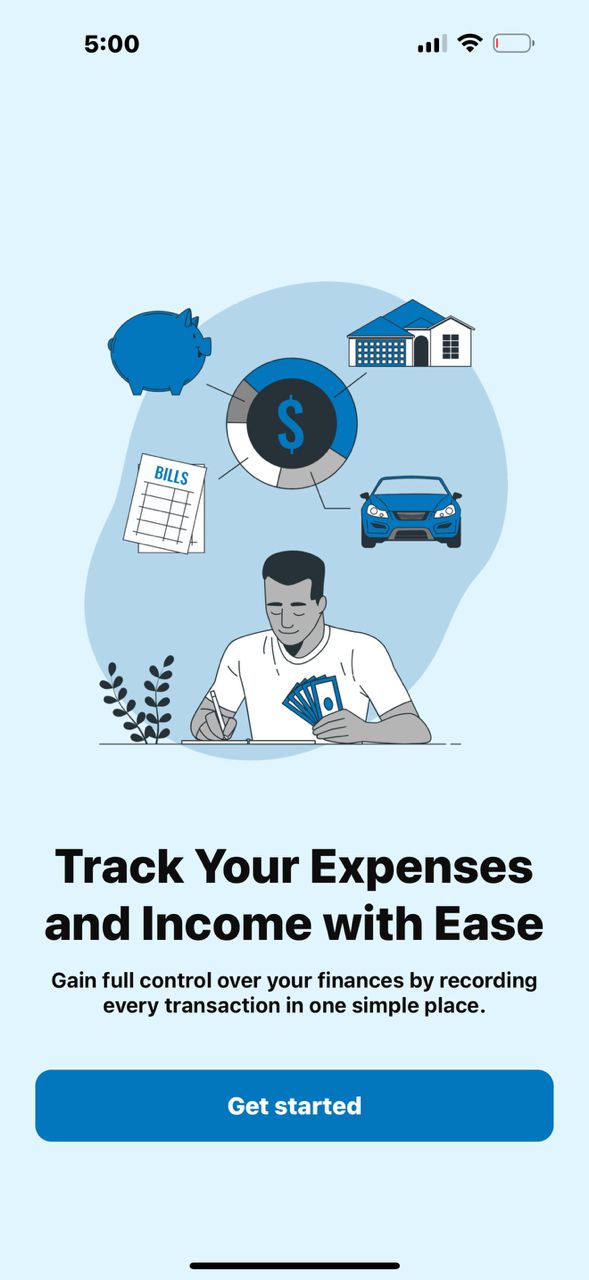 5:00
$
BILLS
Track Your Expenses
and Income with Ease
Gain full control over your finances by recording
every transaction in one simple place.
Get started